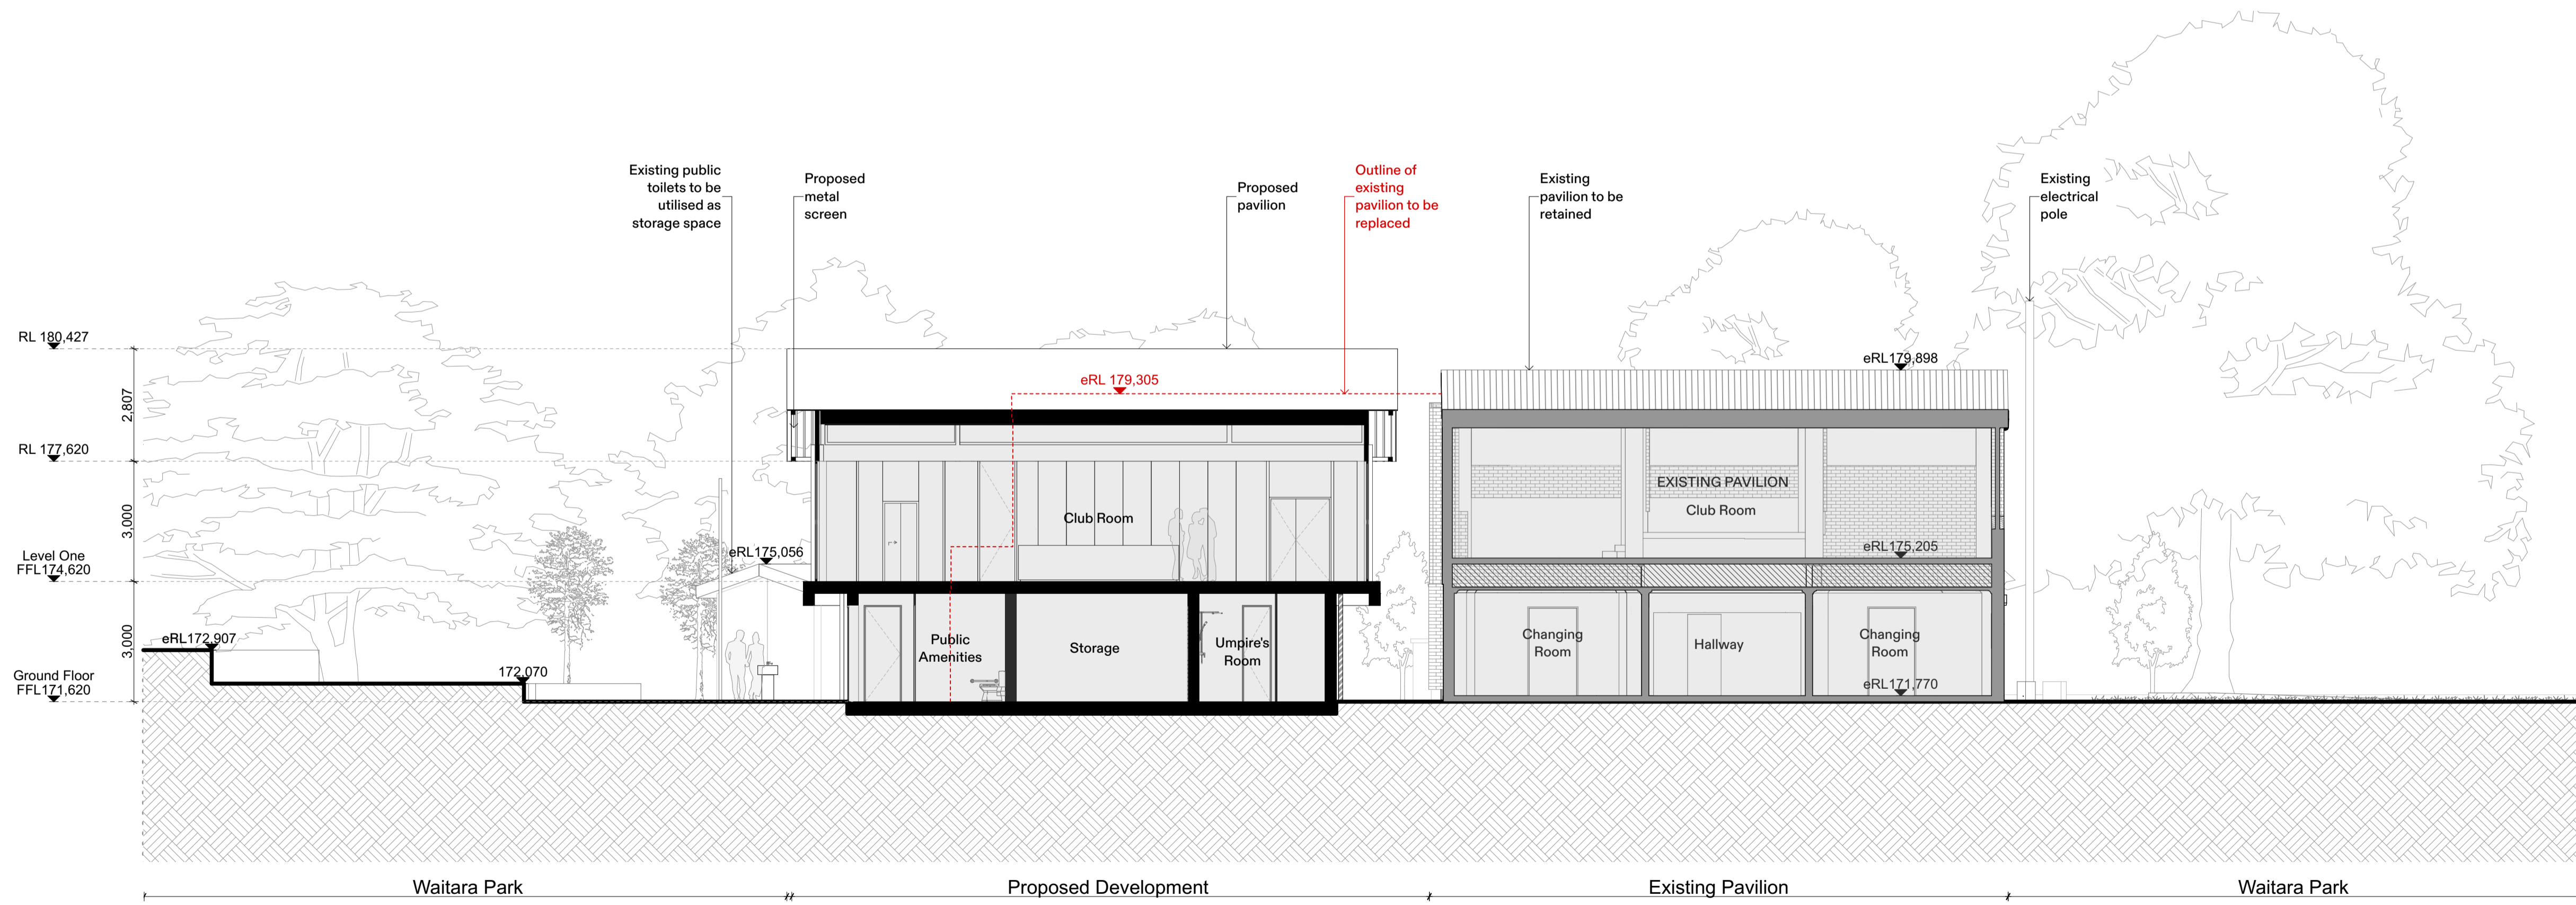 Existing public
toilets to be
utilised as
storage space
Proposed
metal
screen
Proposed
pavilion
Outline of
existing
pavilion to be
replaced
Existing
pavilion to be
retained
Existing
electrical
pole
RL 180,427
2,807
RL 177,620
3,000
Level One
FFL174,620
3,000
Ground Floor
FFL171,620
eRL172,907
172,070
eRL175,056
eRL 179,305
eRL179,898
Club Room
EXISTING PAVILION
Club Room
eRL175,205
Public
Amenities
Storage
Umpire's
Room
Changing
Room
Hallway
Changing
Room
eRL171,770
Waitara Park
Proposed Development
Existing Pavilion
Waitara Park